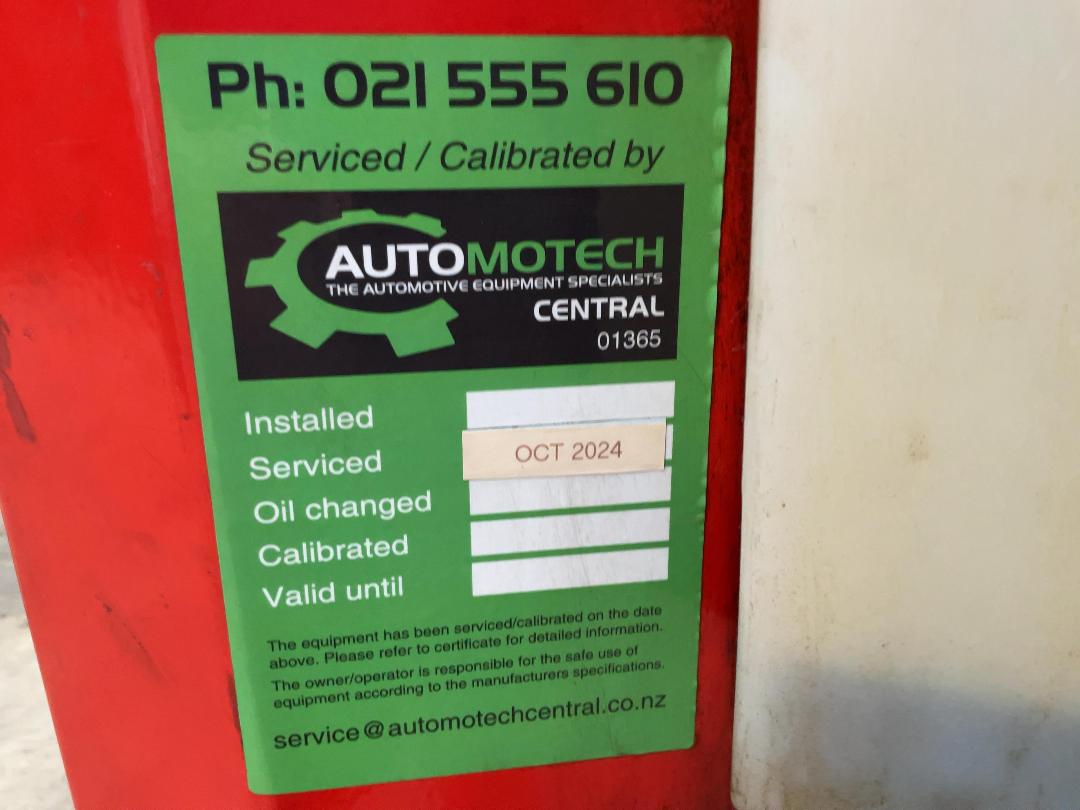 Ph: 021 555 610
Serviced / Calibrated by
AUTOMOTECH
THE AUTOMOTIVE EQUIPMENT SPECIALISTS
CENTRAL
01365
Installed
Serviced OCT 2024
Oil changed
Calibrated
Valid until
The equipment has been serviced/calibrated on the date
above. Please refer to certificate for detailed information.
The owner/operator is responsible for the safe use of
equipment according to the manufacturers specifications.
service@automotechcentral.co.nz